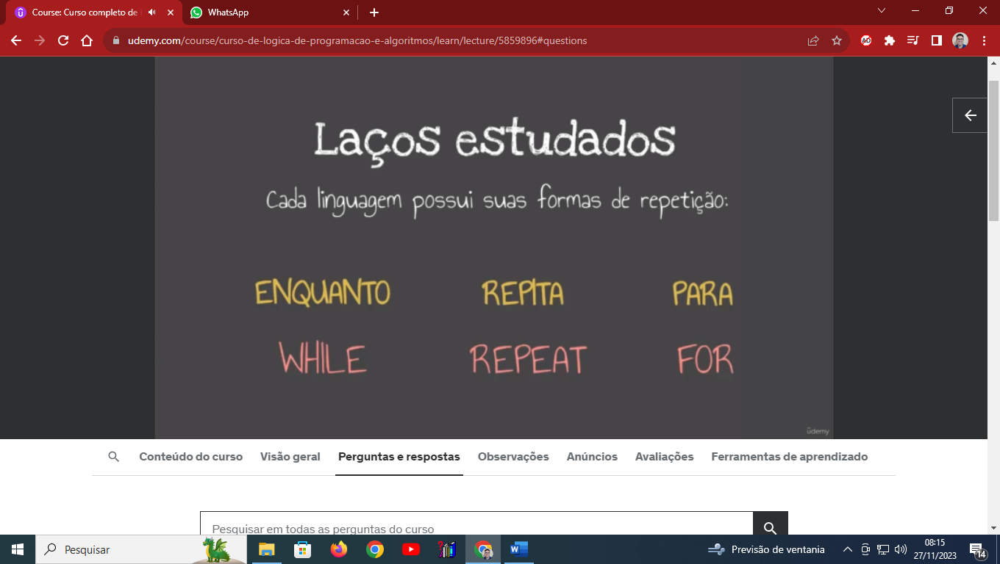 Course: Curso completo de
WhatsApp
udemy.com/course/curso-de-logica-de-programacao-e-algoritmos/learn/lecture/5859896#questions
Laços estudados
Cada linguagem possui suas formas de repetição:
ENQUANTO REPITA PARA
WHILE REPEAT FOR
ûdemy
Conteúdo do curso Visão geral Perguntas e respostas Observações Anúncios Avaliações Ferramentas de aprendizado
Pesquisar em todas as perguntas do curso
Pesquisar
Previsão de ventania
08:15
27/11/2023
14